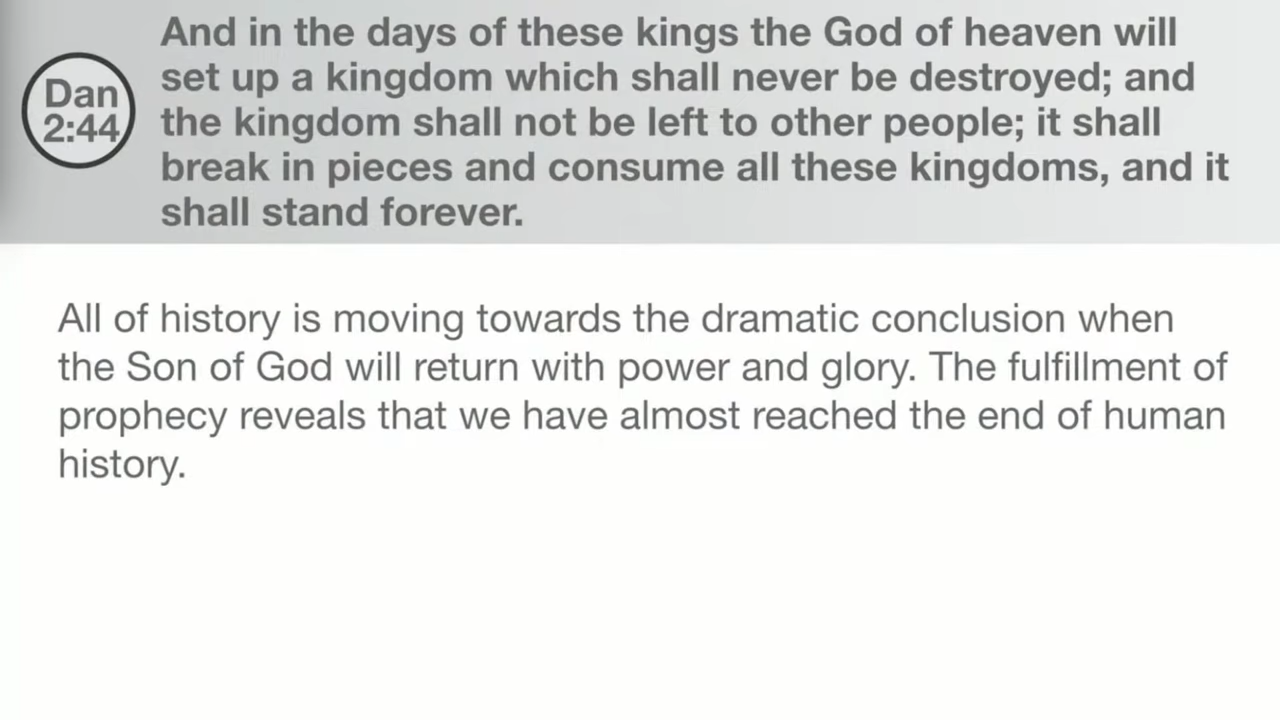 Dan
2:44
And in the days of these kings the God of heaven will
set up a kingdom which shall never be destroyed; and
the kingdom shall not be left to other people; it shall
break in pieces and consume all these kingdoms, and it
shall stand forever.
All of history is moving towards the dramatic conclusion when
the Son of God will return with power and glory. The fulfillment of
prophecy reveals that we have almost reached the end of human
history.